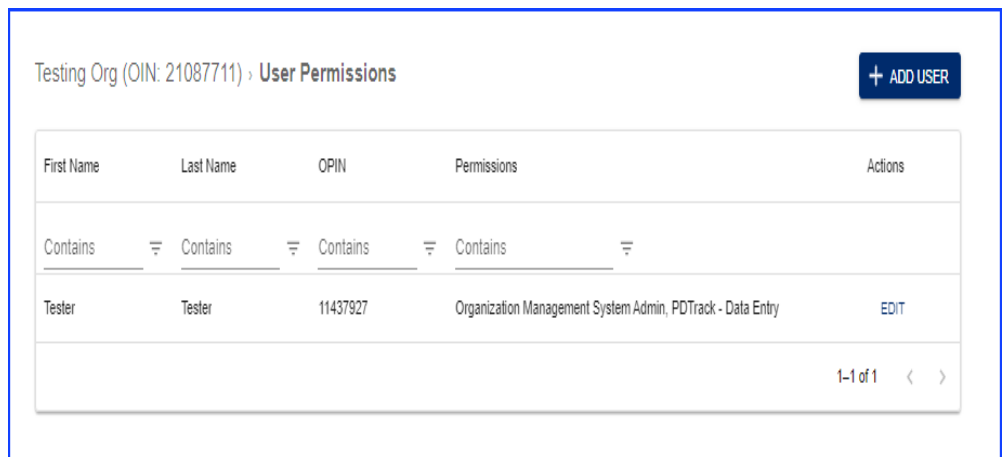 Testing Org (OIN: 21087711) › User Permissions
+ ADD USER
First Name Last Name OPIN Permissions Actions
Contains Contains Contains Contains
Tester Tester 11437927 Organization Management System Admin, PDTrack - Data Entry EDIT
1–1 of 1